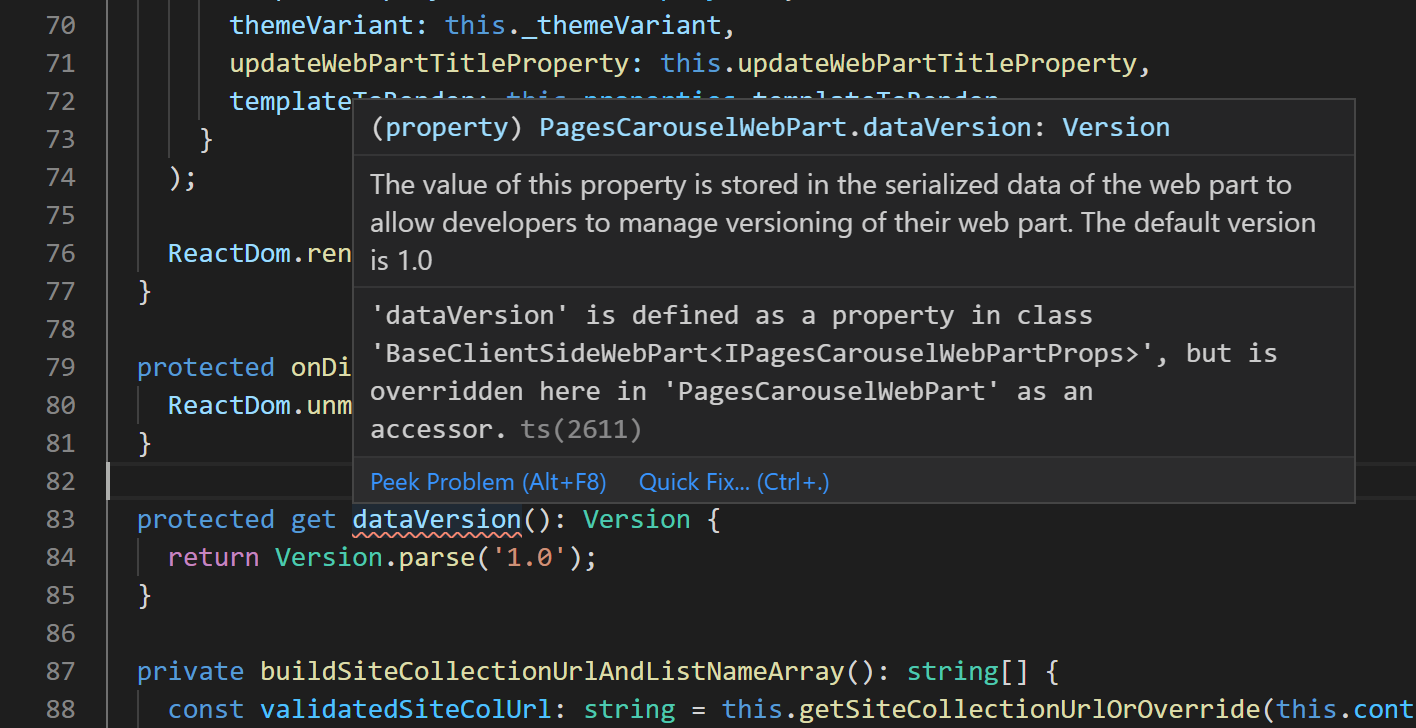 70 themeVariant: this._themeVariant,
71 updateWebPartTitleProperty: this.updateWebPartTitleProperty,
72 templateToRender: this.properties.templateToRender
(property) PagesCarouselWebPart.dataVersion: Version
73 }
The value of this property is stored in the serialized data of the web part to
74 );
allow developers to manage versioning of their web part. The default version
75
76 ReactDom.ren
is 1.0
77 }
78
'dataVersion' is defined as a property in class
'BaseClientSideWebPart<IPagesCarouselWebPartProps>', but is
79 protected onDi
overridden here in 'PagesCarouselWebPart' as an
80 ReactDom.unm
accessor. ts(2611)
81 }
82
Peek Problem (Alt+F8) Quick Fix... (Ctrl+.)
83 protected get dataVersion(): Version {
84 return Version.parse('1.0');
85 }
86
87 private buildSiteCollectionUrlAndListNameArray(): string[] {
88 const validatedSiteColUrl: string = this.getSiteCollectionUrlOrOverride(this.cont